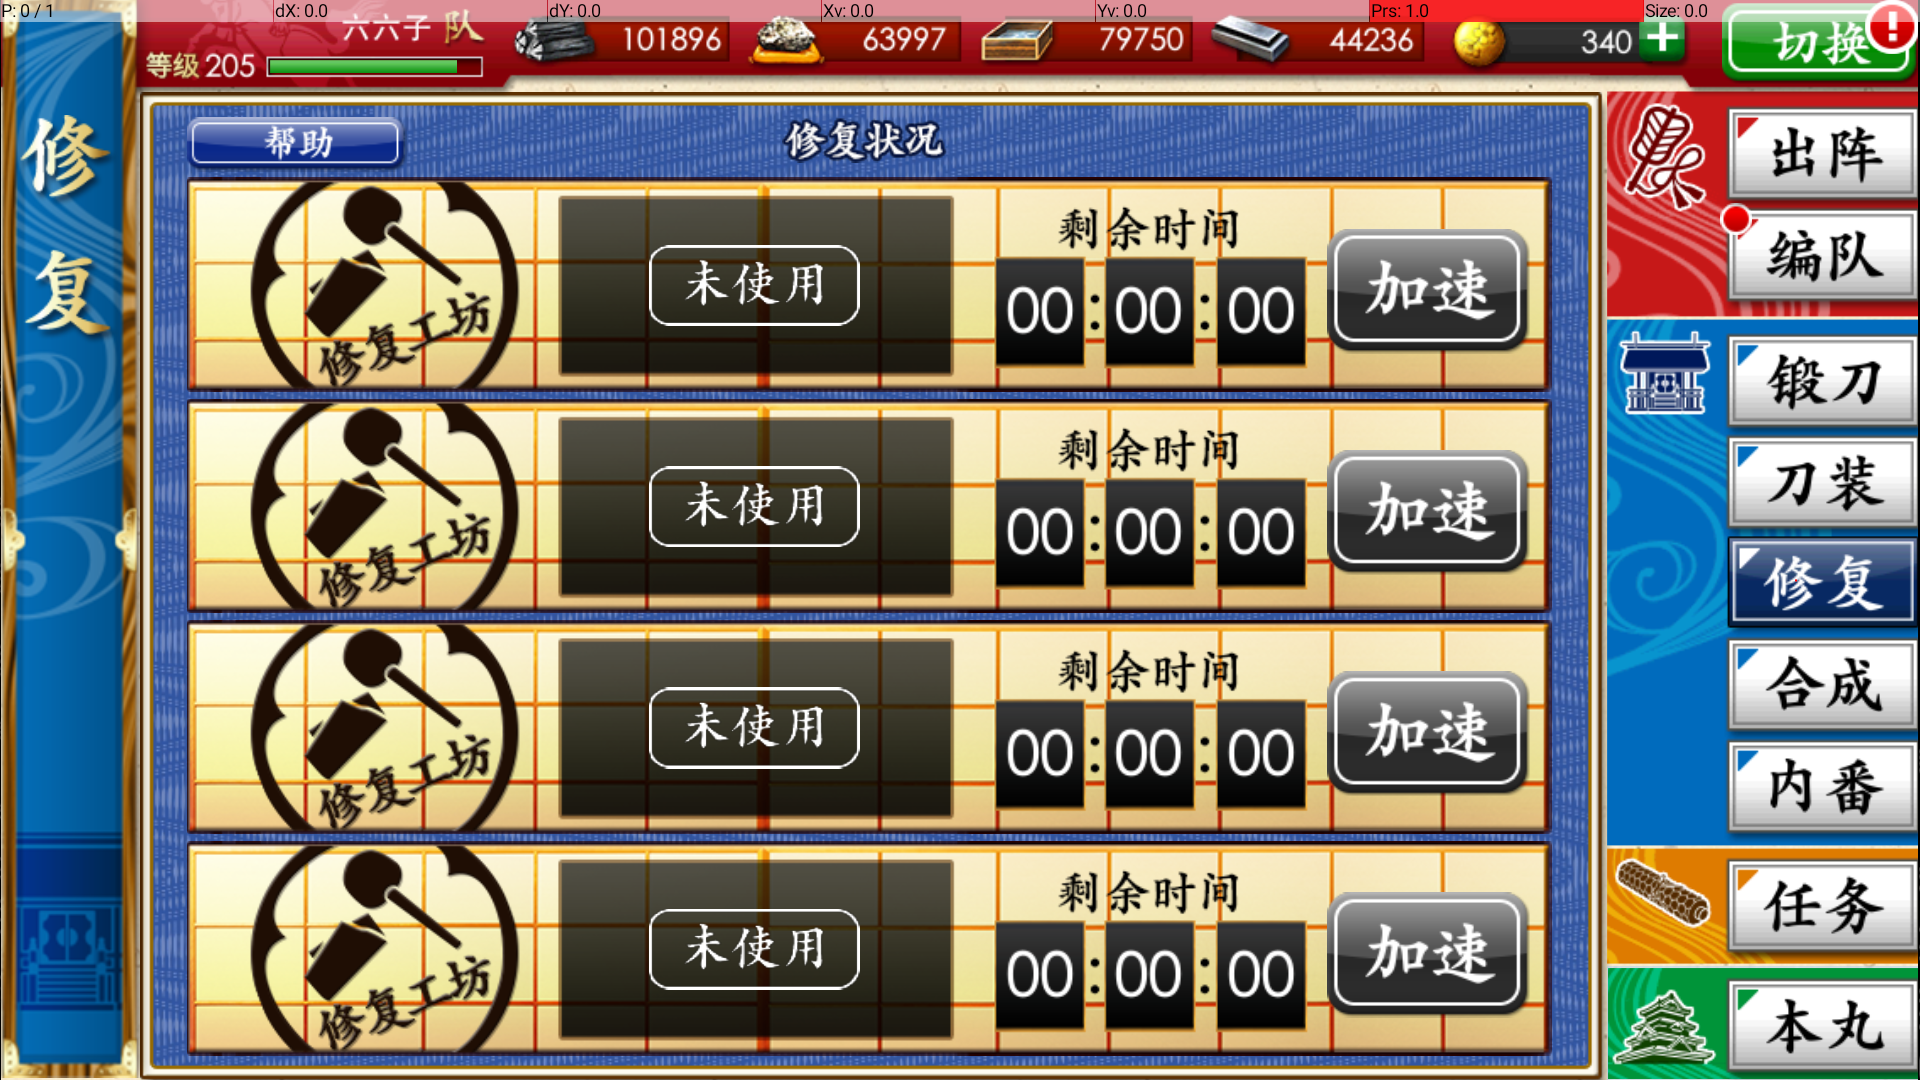 P: 0 / 1 dX: 0.0 dY: 0.0 Xv: 0.0 Yv: 0.0 Prs: 1.0 Size: 0.0
六六子 队
等级 205
101896 63997 79750 44236 340 切换
修复
帮助 修复状况
修复工坊 未使用 剩余时间 00:00:00 加速
修复工坊 未使用 剩余时间 00:00:00 加速
修复工坊 未使用 剩余时间 00:00:00 加速
修复工坊 未使用 剩余时间 00:00:00 加速
出阵
编队
锻刀
刀装
修复
合成
内番
任务
本丸